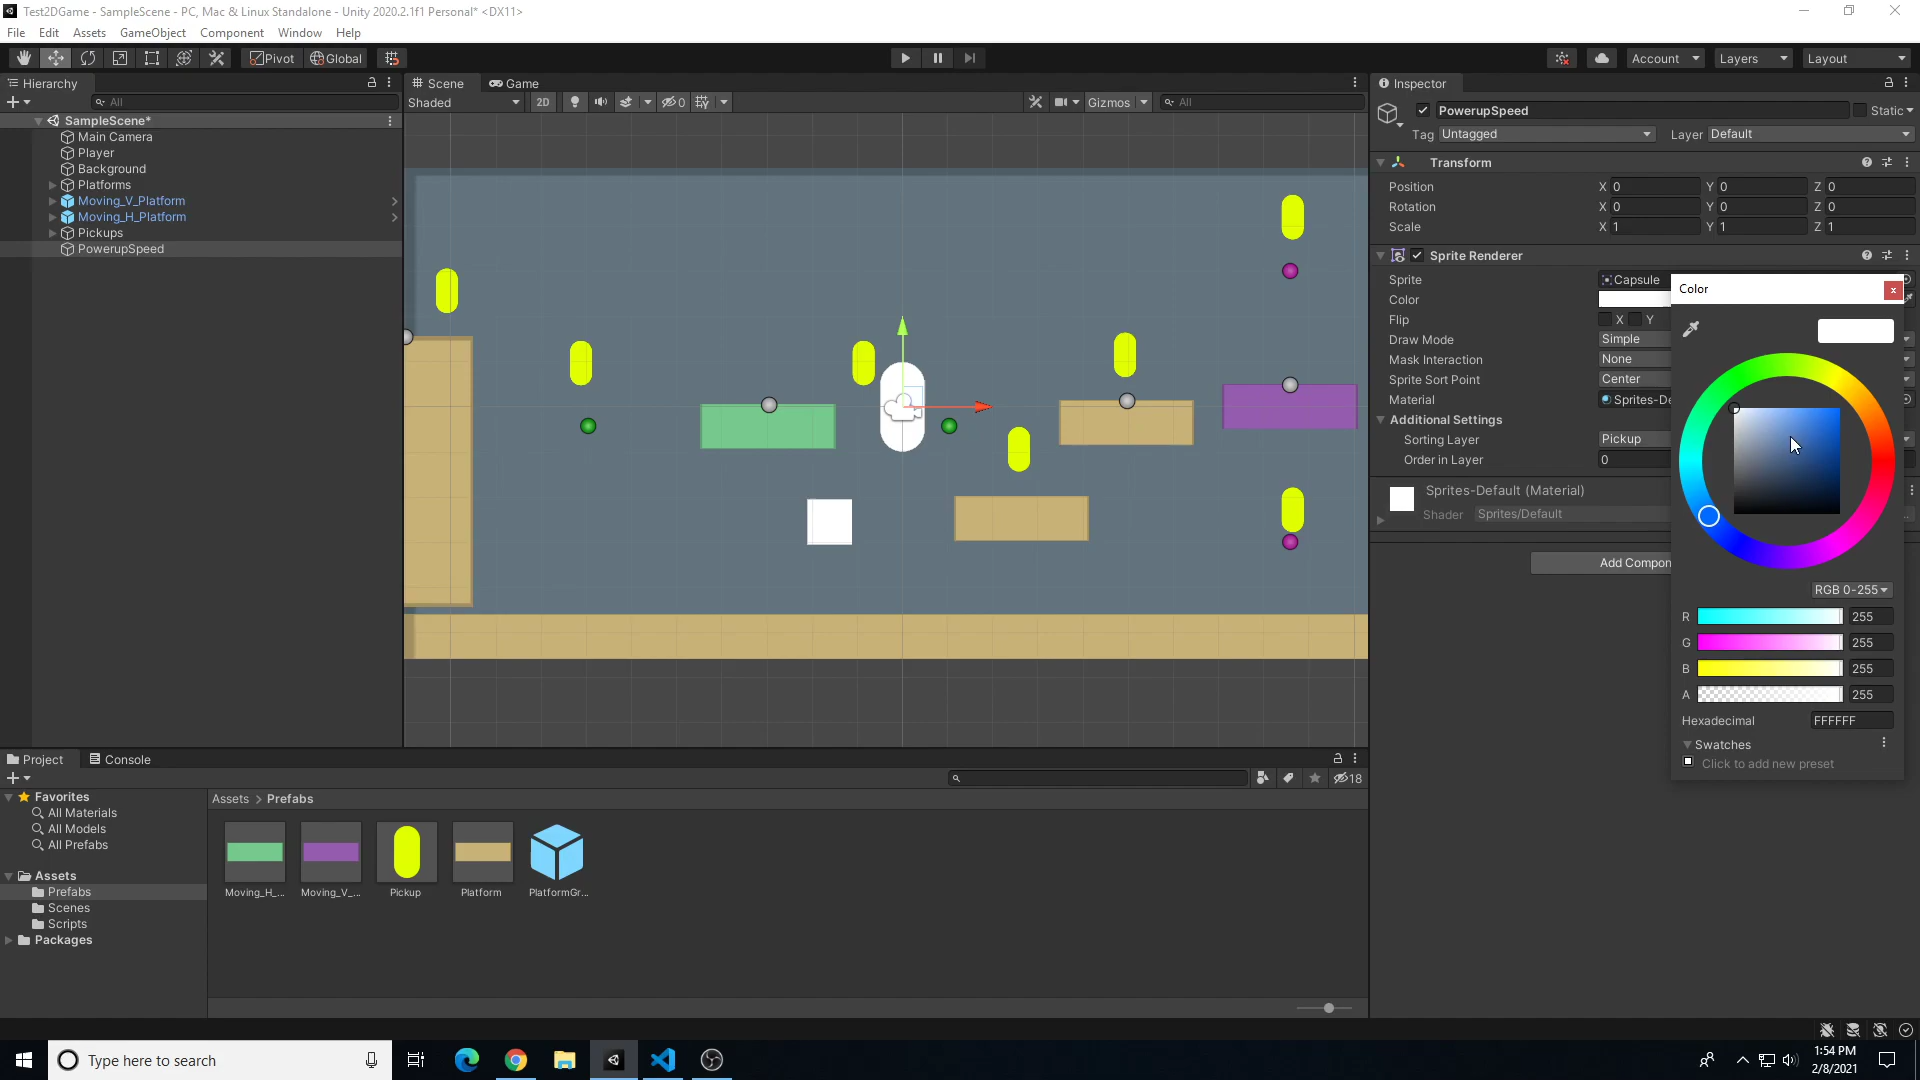 Test2DGame - SampleScene - PC, Mac & Linux Standalone - Unity 2020.2.1f1 Personal* <DX11>
File Edit Assets GameObject Component Window Help
Pivot Global Account Layers Layout
Hierarchy Scene Game Inspector
All Shaded 2D 0 Gizmos All
PowerupSpeed Static
Tag Untagged Layer Default
SampleScene*
Main Camera
Player
Background
Platforms
Moving_V_Platform
Moving_H_Platform
Pickups
PowerupSpeed
Transform
Position X 0 Y 0 Z 0
Rotation X 0 Y 0 Z 0
Scale X 1 Y 1 Z 1
Sprite Renderer
Sprite Capsule
Color
Flip X Y
Draw Mode Simple
Mask Interaction None
Sprite Sort Point Center
Material Sprites-De
Additional Settings
Sorting Layer Pickup
Order in Layer 0
Sprites-Default (Material)
Shader Sprites/Default
Add Compon
Color x
RGB 0-255
R 255
G 255
B 255
A 255
Hexadecimal FFFFFF
Swatches
Click to add new preset
Project Console
18
Favorites
All Materials
All Models
All Prefabs
Assets
Prefabs
Scenes
Scripts
Packages
Assets > Prefabs
Moving_H_... Moving_V_... Pickup Platform PlatformGr...
Type here to search
1:54 PM
2/8/2021